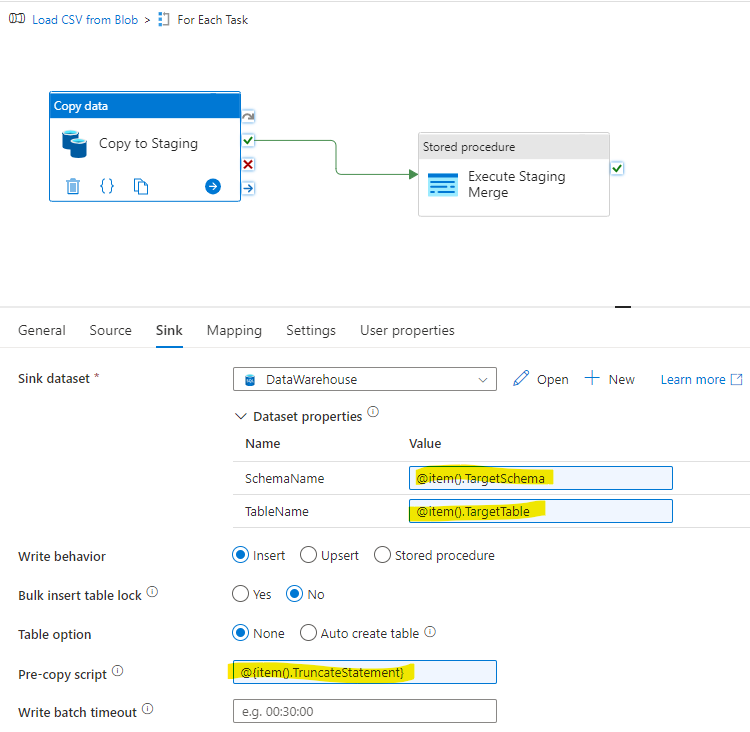 Load CSV from Blob > For Each Task
Copy data
Copy to Staging
{}
Stored procedure
Execute Staging
Merge
General Source Sink Mapping Settings User properties
Sink dataset * DataWarehouse Open New Learn more
Dataset properties
Name Value
SchemaName @item().TargetSchema
TableName @item().TargetTable
Write behavior Insert Upsert Stored procedure
Bulk insert table lock Yes No
Table option None Auto create table
Pre-copy script @{item().TruncateStatement}
Write batch timeout e.g. 00:30:00